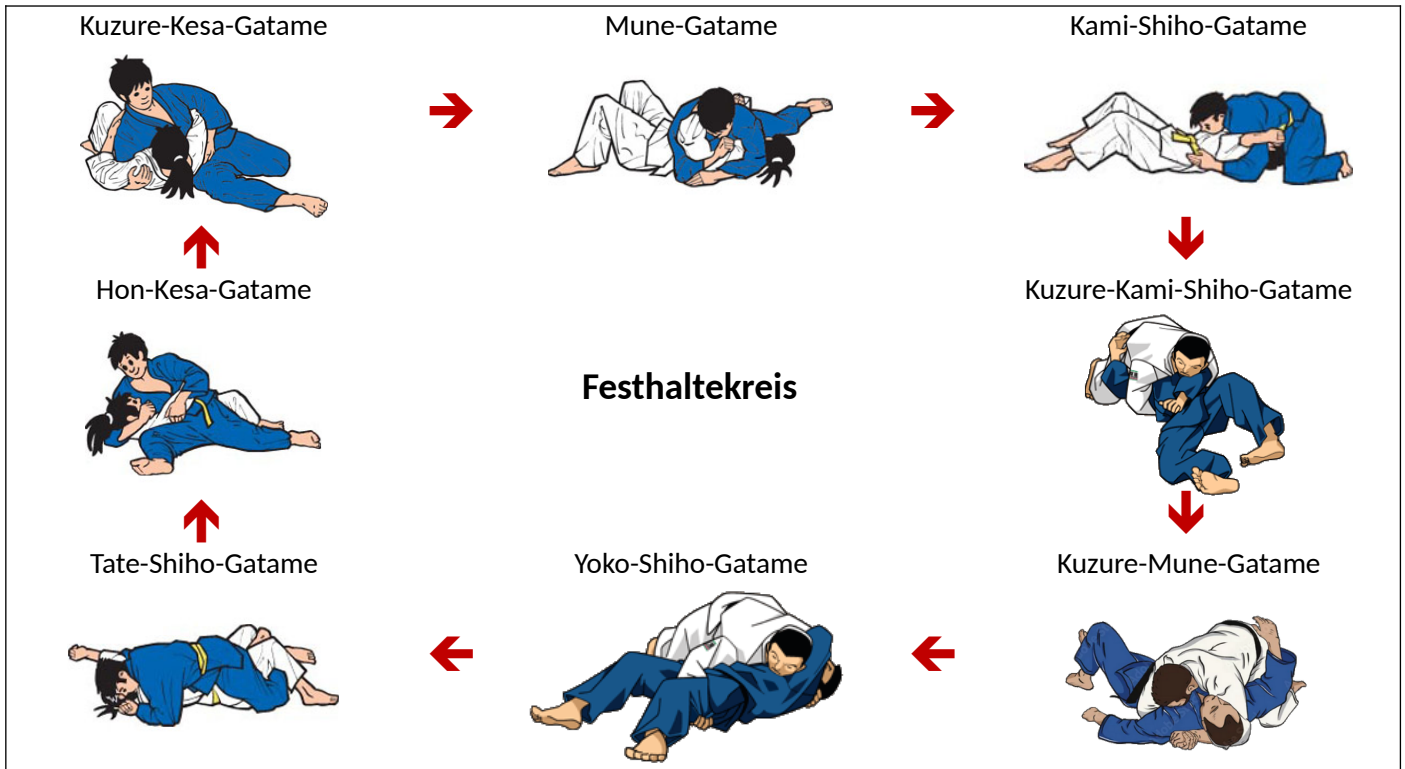 Kuzure-Kesa-Gatame
Mune-Gatame
Kami-Shiho-Gatame
Hon-Kesa-Gatame
Kuzure-Kami-Shiho-Gatame
Festhaltekreis
Tate-Shiho-Gatame
Yoko-Shiho-Gatame
Kuzure-Mune-Gatame